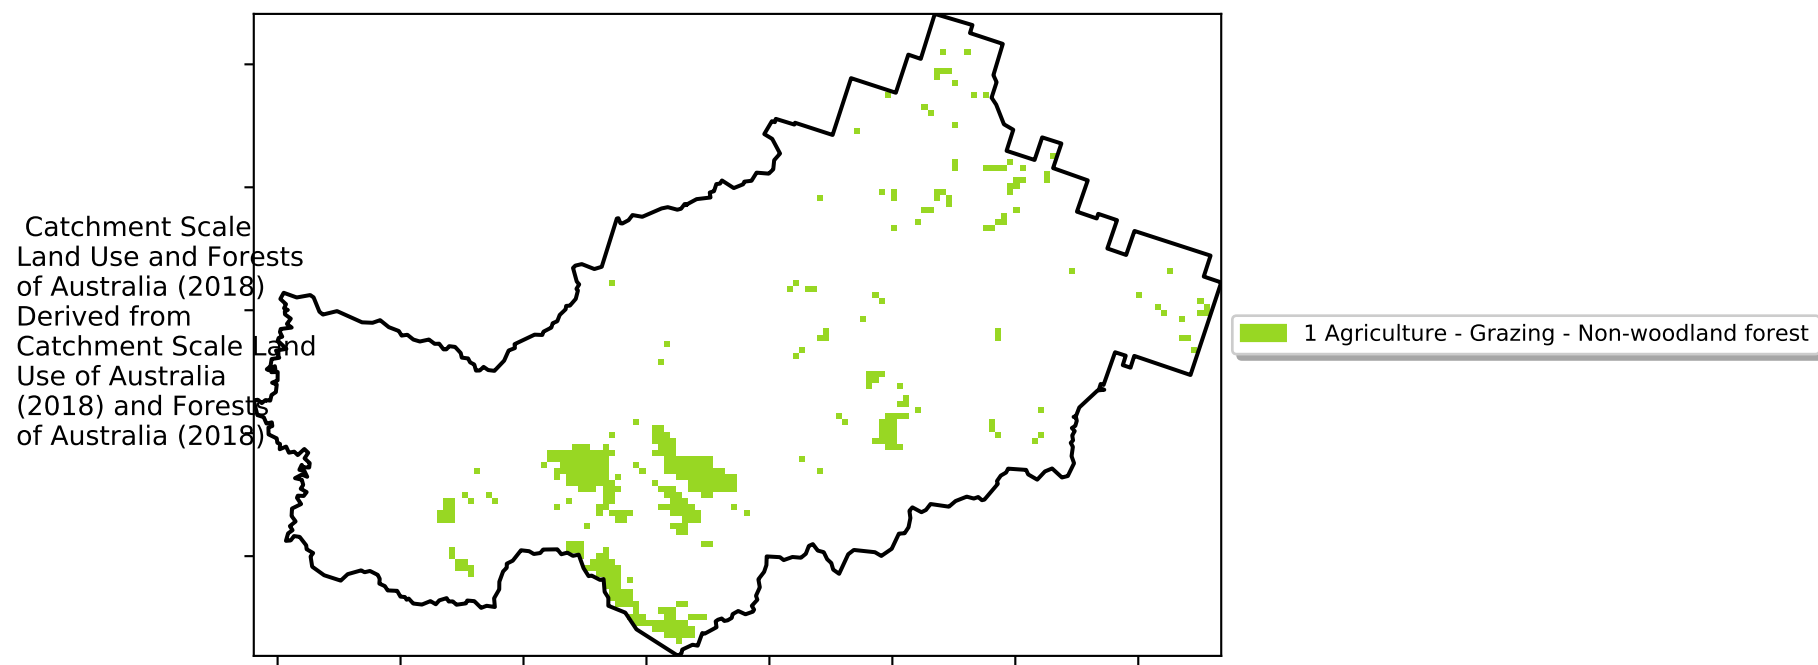 Catchment Scale
Land Use and Forests
of Australia (2018)
Derived from
Catchment Scale Land
Use of Australia
(2018) and Forests
of Australia (2018)
1 Agriculture - Grazing - Non-woodland forest